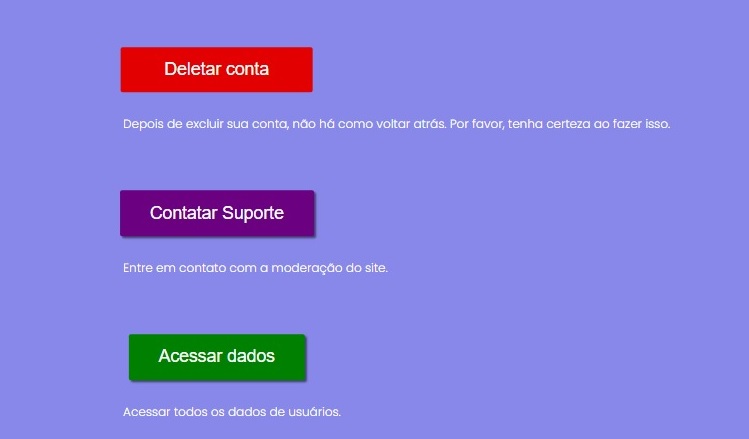 Deletar conta
Depois de excluir sua conta, não há como voltar atrás. Por favor, tenha certeza ao fazer isso.
Contatar Suporte
Entre em contato com a moderação do site.
Acessar dados
Acessar todos os dados de usuários.